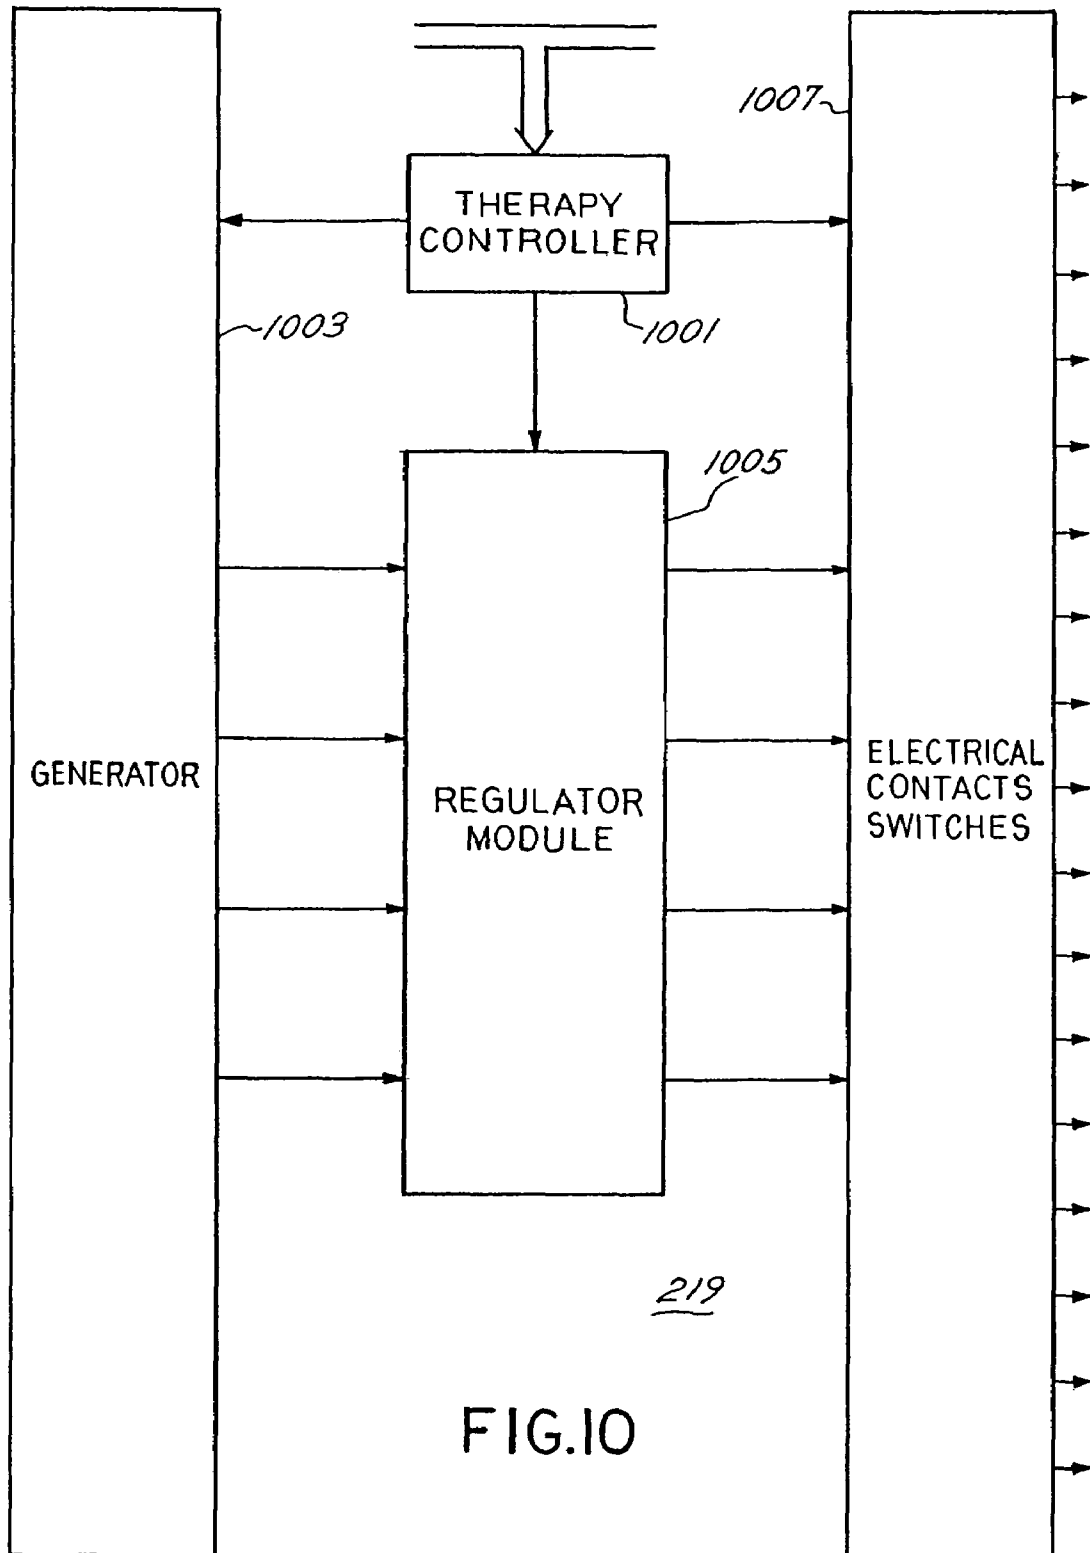 1007
THERAPY
CONTROLLER
1003
1001
1005
GENERATOR
REGULATOR
MODULE
ELECTRICAL
CONTACTS
SWITCHES
219
FIG.10